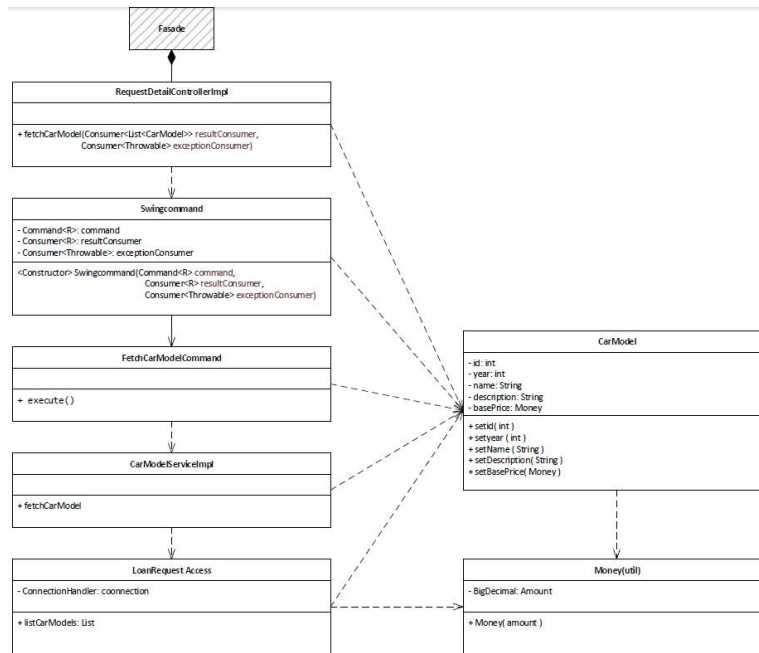 Fasade
RequestDetailControllerImpl
+ fetchCarModel(Consumer<List<CarModel>> resultConsumer,
Consumer<Throwable> exceptionConsumer)
Swingcommand
- Command<R>: command
- Consumer<R>: resultConsumer
- Consumer<Throwable>: exceptionConsumer
<Constructor> Swingcommand(Command<R> command,
Consumer<R> resultConsumer,
Consumer<Throwable> exceptionConsumer)
FetchCarModelCommand
+ execute()
CarModelServiceImpl
+ fetchCarModel
LoanRequest Access
- ConnectionHandler: coonnection
+ listCarModels: List
CarModel
- id: int
- year: int
- name: String
- description: String
- basePrice: Money
+ setid( int )
+ setyear ( int )
+ setName ( String )
+ setDescription( String )
+ setBasePrice( Money )
Money(util)
- BigDecimal: Amount
+ Money( amount )